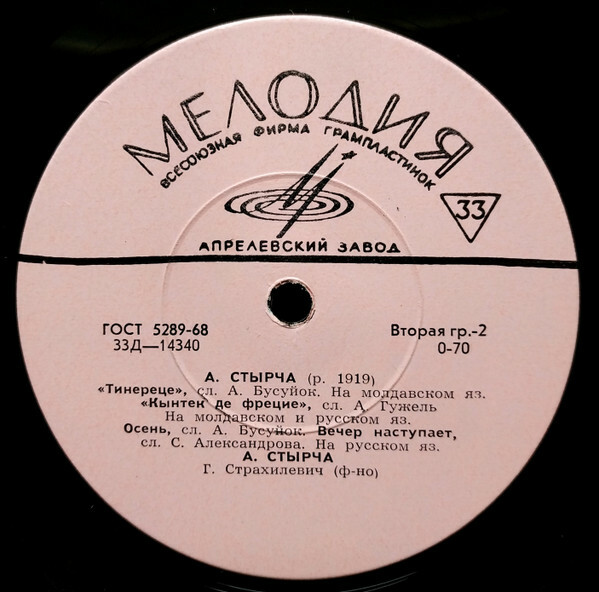 МЕЛОДИЯ
ВСЕСОЮЗНАЯ ФИРМА ГРАМПЛАСТИНОК
33
АПРЕЛЕВСКИЙ ЗАВОД
ГОСТ 5289-68
Вторая гр.-2
33Д—14340
0-70
А. СТЫРЧА (р. 1919)
«Тинереце», сл. А. Бусуйок. На молдавском яз.
«Кынтек де фрецие», сл. А. Гужель
На молдавском и русском яз.
Осень, сл. А. Бусуйок. Вечер наступает,
сл. С. Александрова. На русском яз.
А. СТЫРЧА
Г. Страхилевич (ф-но)